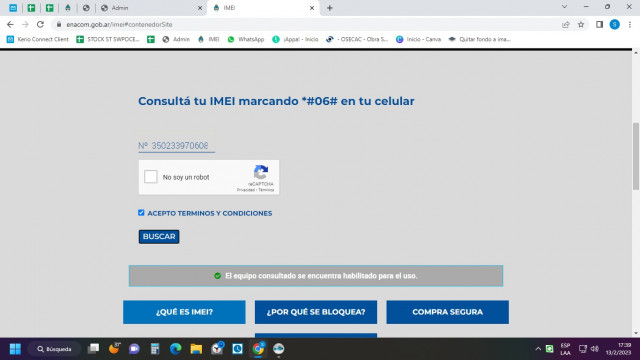 Admin
IMEI
enacom.gob.ar/imei#contenedorSite
Kerio Connect Client
STOCK ST SWPOCE...
Admin
IMEI
WhatsApp
¡Appa! - Inicio
- OSECAC - Obra S...
Inicio - Canva
Quitar fondo a ima...
Consultá tu IMEI marcando *#06# en tu celular
Nº 350233970608
No soy un robot
reCAPTCHA
Privacidad - Términos
ACEPTO TERMINOS Y CONDICIONES
BUSCAR
El equipo consultado se encuentra habilitado para el uso.
¿QUÉ ES IMEI?
¿POR QUÉ SE BLOQUEA?
COMPRA SEGURA
Búsqueda
31°
ESP
LAA
17:39
13/2/2023